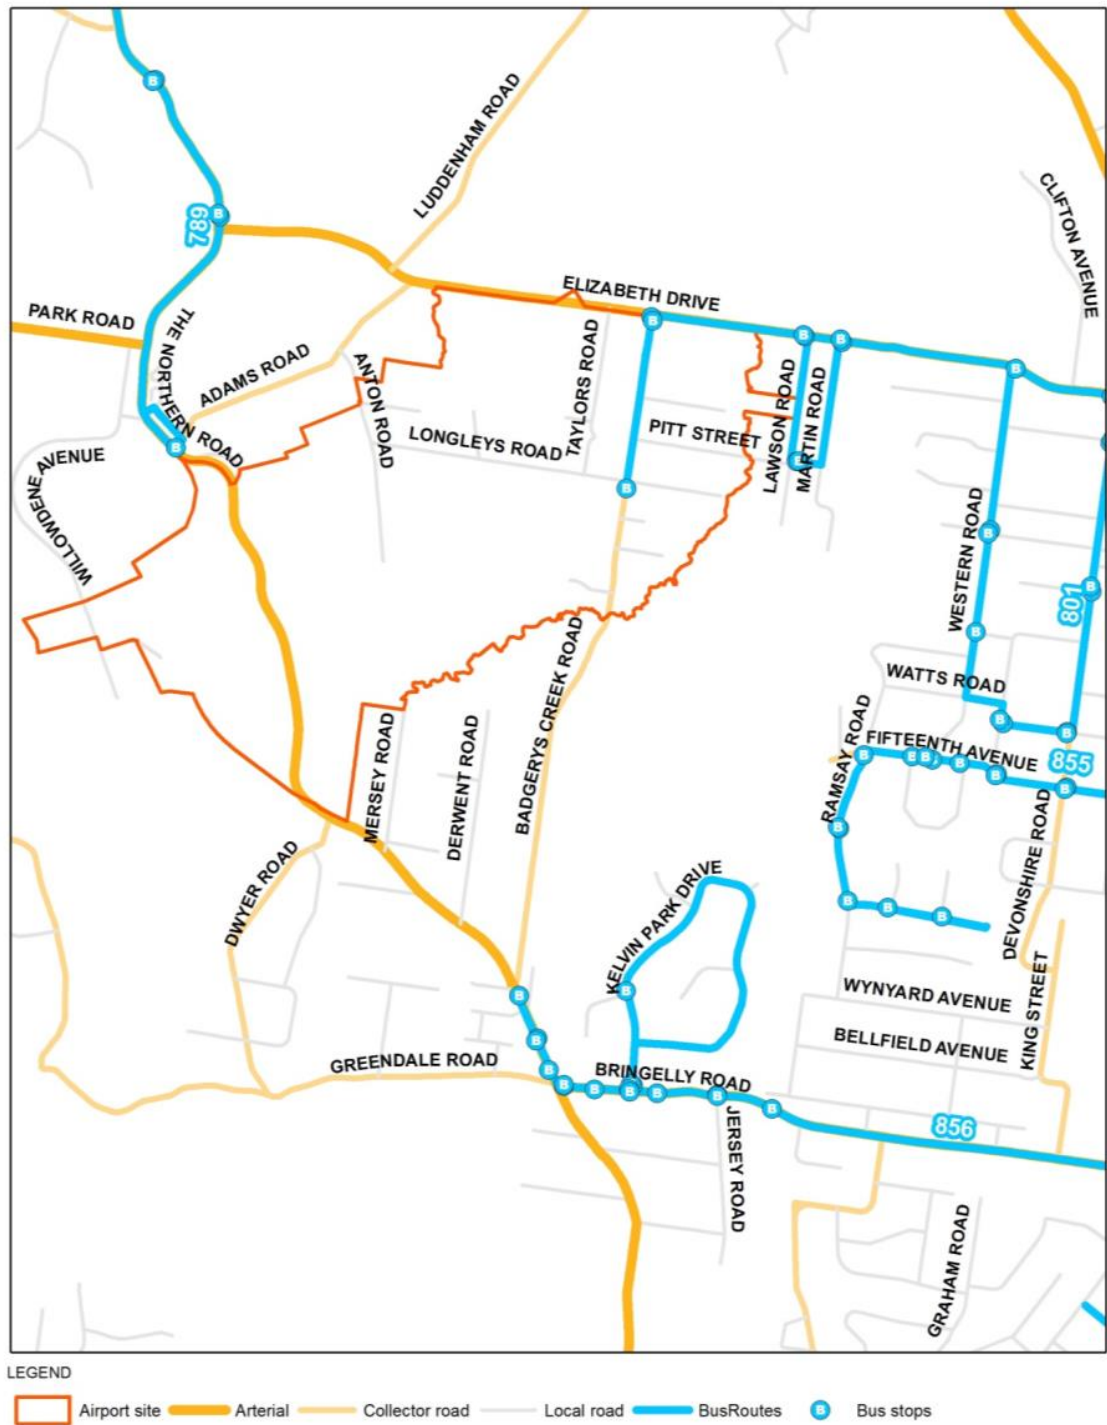 LUDDENHAM ROAD
CLIFTON AVENUE
789
ELIZABETH DRIVE
PARK ROAD
THE NORTHERN ROAD
ADAMS ROAD
ANTON ROAD
TAYLORS ROAD
LAWSON ROAD
MARTIN ROAD
PITT STREET
LONGLEYS ROAD
WILLOWDENE AVENUE
WESTERN ROAD
801
WATTS ROAD
BADGERYS CREEK ROAD
MERSEY ROAD
DERWENT ROAD
RAMSAY ROAD
FIFTEENTH AVENUE
855
DEVONSHIRE ROAD
DWYER ROAD
KELVIN PARK DRIVE
WYNYARD AVENUE
KING STREET
BELLFIELD AVENUE
GREENDALE ROAD
BRINGELLY ROAD
856
JERSEY ROAD
GRAHAM ROAD
LEGEND
Airport site Arterial Collector road Local road BusRoutes B Bus stops